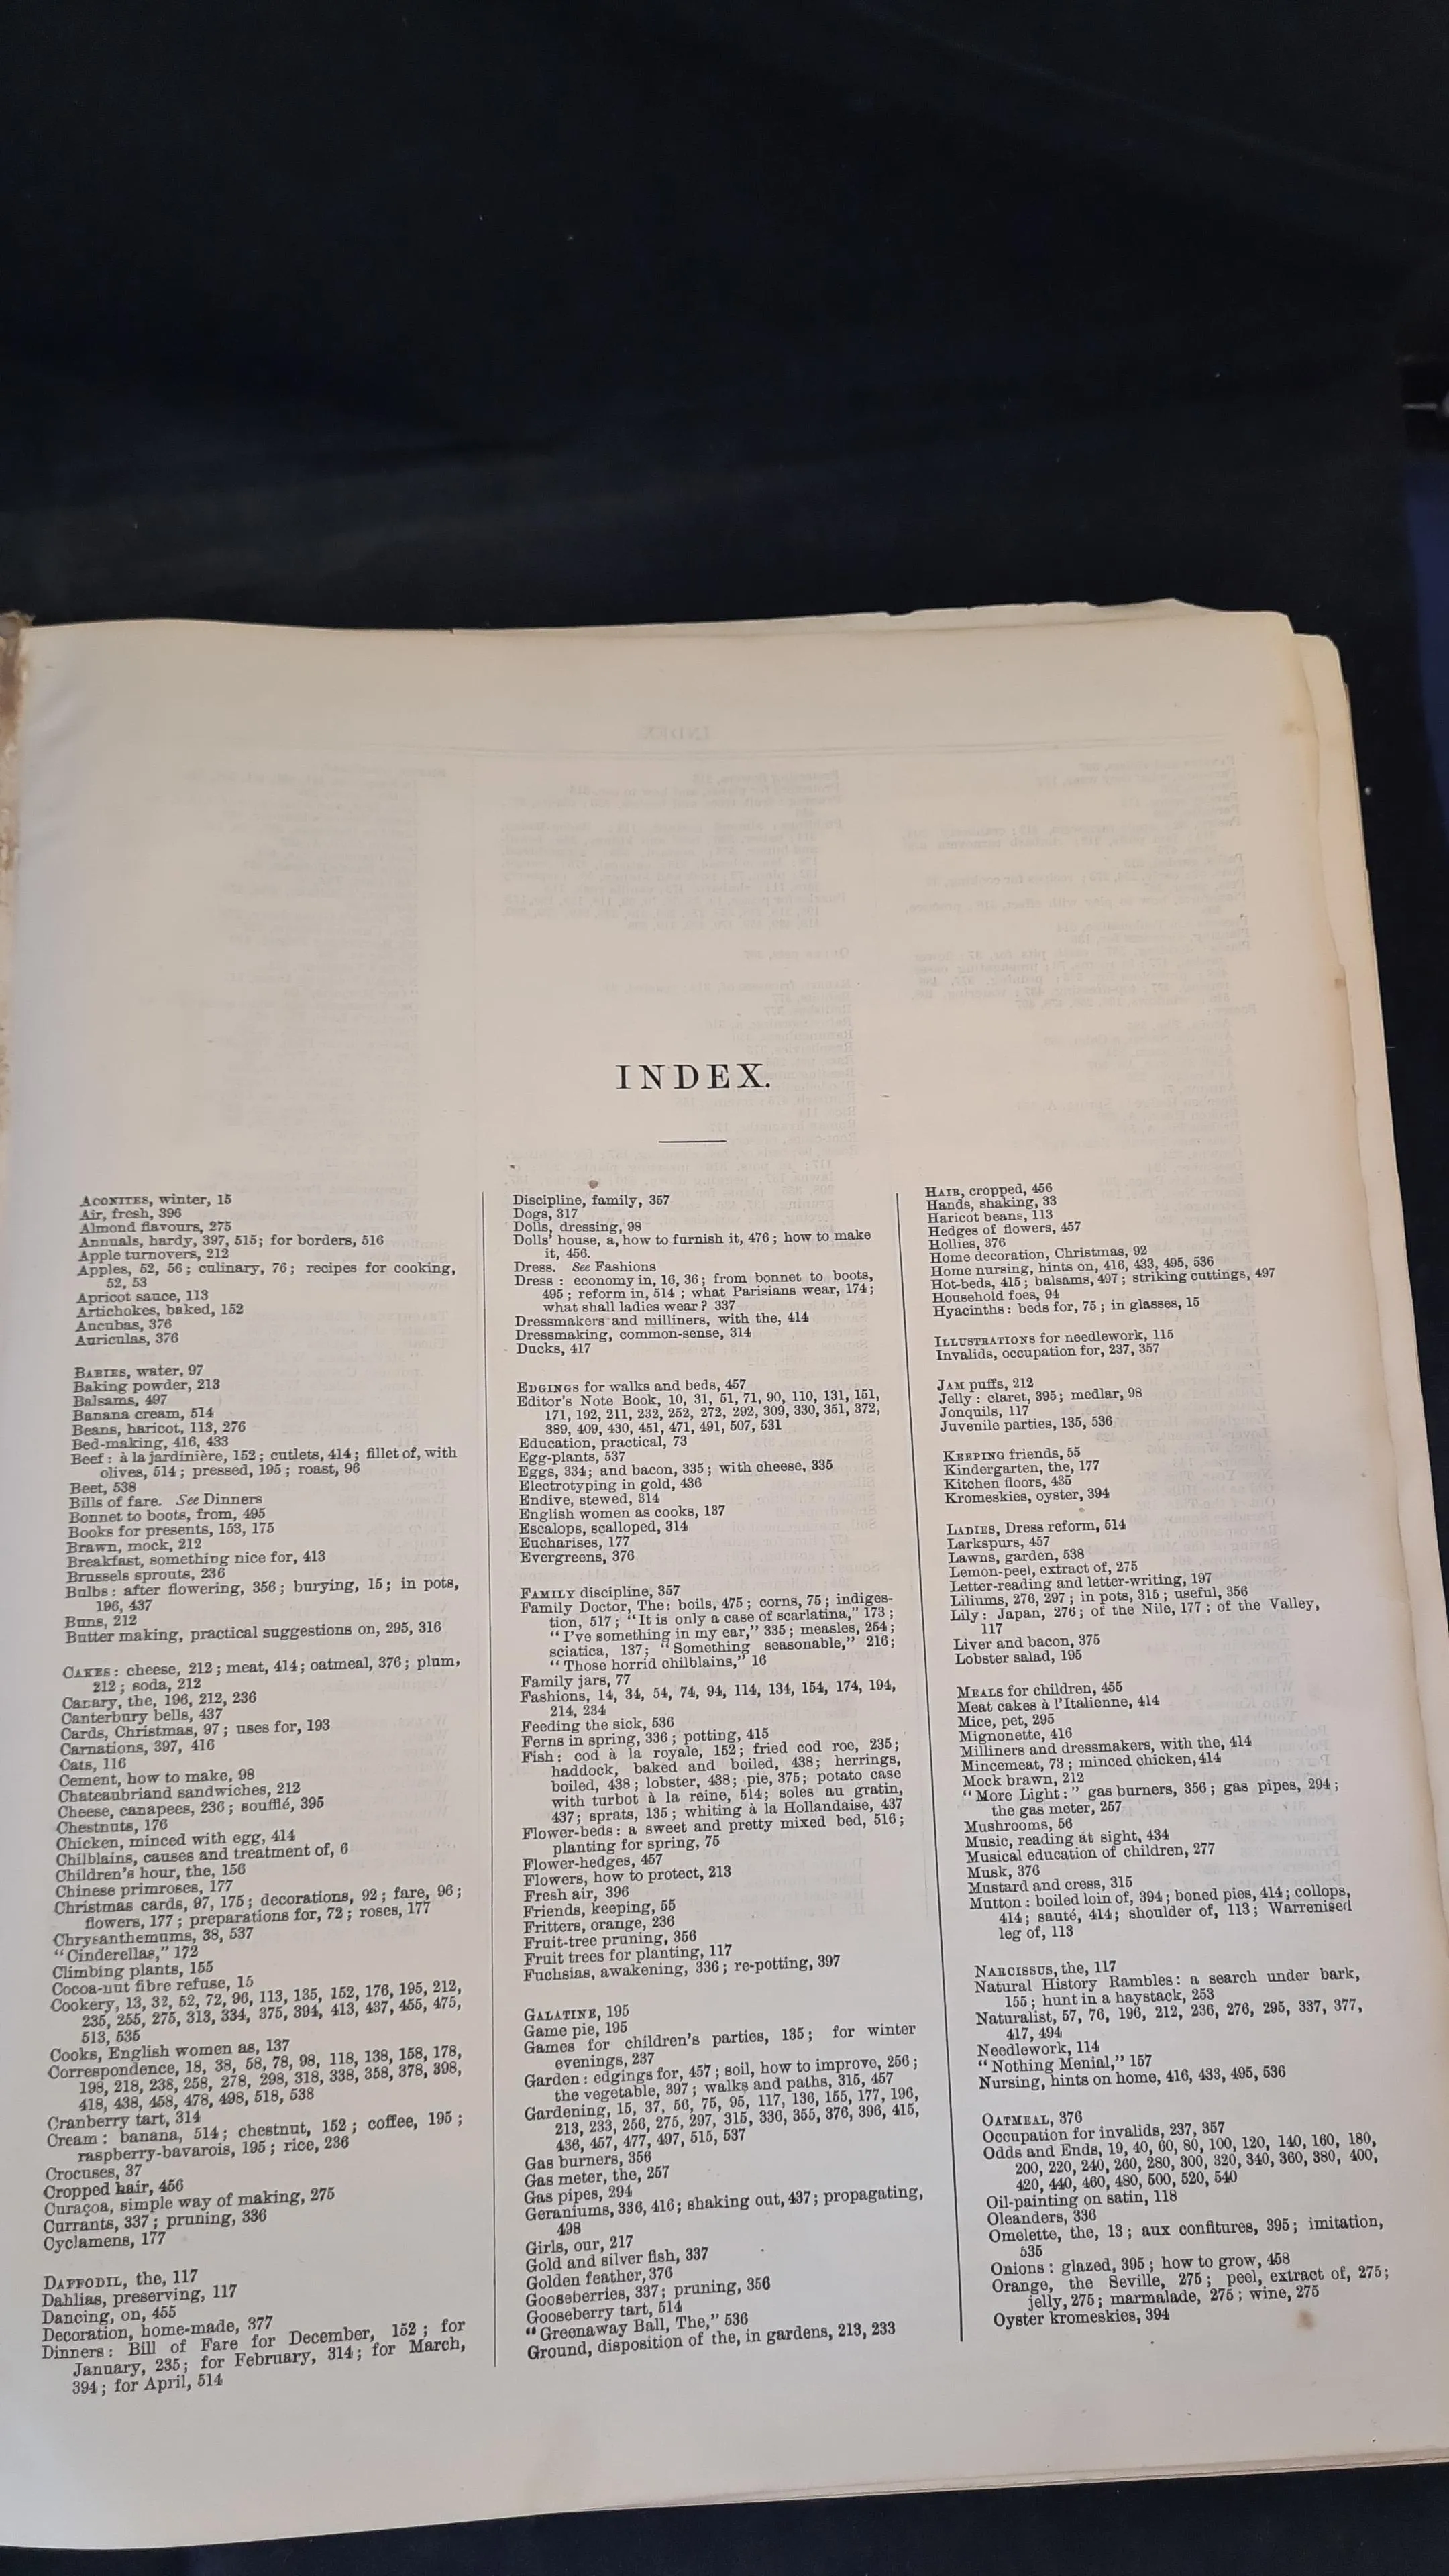 INDEX.
ACONITES, winter, 15
Air, fresh, 396
Almond flavours, 275
Annuals, hardy, 397, 515; for borders, 516
Apple turnovers, 212
Apples, 52, 56; culinary, 76; recipes for cooking,
52, 53
Apricot sauce, 113
Artichokes, baked, 152
Aucubas, 376
Auriculas, 376
BABIES, water, 97
Baking powder, 213
Balsams, 497
Banana cream, 514
Beans, haricot, 113, 276
Bed-making, 416, 433
Beef: à la jardinière, 152; cutlets, 414; fillet of, with
olives, 514; pressed, 195; roast, 96
Beet, 538
Bills of fare. See Dinners
Bonnet to boots, from, 495
Books for presents, 153, 175
Brawn, mock, 212
Breakfast, something nice for, 413
Brussels sprouts, 236
Bulbs: after flowering, 356; burying, 15; in pots,
196, 437
Buns, 212
Butter making, practical suggestions on, 295, 316
CAKES: cheese, 212; meat, 414; oatmeal, 376; plum,
212; soda, 212
Canary, the, 196, 212, 236
Canterbury bells, 437
Cards, Christmas, 97; uses for, 193
Carnations, 397, 416
Cats, 116
Cement, how to make, 98
Chateaubriand sandwiches, 212
Cheese, canapees, 236; soufflé, 395
Chestnuts, 176
Chicken, minced with egg, 414
Chilblains, causes and treatment of, 6
Children's hour, the, 156
Chinese primroses, 177
Christmas cards, 97, 175; decorations, 92; fare, 96;
flowers, 177; preparations for, 72; roses, 177
Chrysanthemums, 38, 537
"Cinderellas," 172
Climbing plants, 155
Cocoa-nut fibre refuse, 15
Cookery, 13, 32, 52, 72, 96, 113, 135, 152, 176, 195, 212,
235, 255, 275, 313, 334, 375, 394, 413, 437, 455, 475,
513, 535
Cooks, English women as, 137
Correspondence, 18, 38, 58, 78, 98, 118, 138, 158, 178,
198, 218, 238, 258, 278, 298, 318, 338, 358, 378, 398,
418, 438, 458, 478, 498, 518, 538
Cranberry tart, 314
Cream: banana, 514; chestnut, 152; coffee, 195;
raspberry-bavarois, 195; rice, 236
Crocuses, 37
Cropped hair, 456
Curaçoa, simple way of making, 275
Currants, 337; pruning, 336
Cyclamens, 177
DAFFODIL, the, 117
Dahlias, preserving, 117
Dancing, on, 455
Decoration, home-made, 377
Dinners: Bill of Fare for December, 152; for
January, 235; for February, 314; for March,
394; for April, 514
Discipline, family, 357
Dogs, 317
Dolls, dressing, 98
Dolls' house, a, how to furnish it, 476; how to make
it, 456.
Dress. See Fashions
Dress: economy in, 16, 36; from bonnet to boots,
495; reform in, 514; what Parisians wear, 174;
what shall ladies wear? 337
Dressmakers and milliners, with the, 414
Dressmaking, common-sense, 314
Ducks, 417
EDGINGS for walks and beds, 457
Editor's Note Book, 10, 31, 51, 71, 90, 110, 131, 151,
171, 192, 211, 232, 252, 272, 292, 309, 330, 351, 372,
389, 409, 430, 451, 471, 491, 507, 531
Education, practical, 73
Egg-plants, 537
Eggs, 334; and bacon, 335; with cheese, 335
Electrotyping in gold, 436
Endive, stewed, 314
English women as cooks, 137
Escalops, scalloped, 314
Eucharises, 177
Evergreens, 376
FAMILY discipline, 357
Family Doctor, The: boils, 475; corns, 75; indiges-
tion, 517; "It is only a case of scarlatina," 173;
"I've something in my ear," 335; measles, 254;
sciatica, 137; "Something seasonable," 216;
"Those horrid chilblains," 16
Family jars, 77
Fashions, 14, 34, 54, 74, 94, 114, 134, 154, 174, 194,
214, 234
Feeding the sick, 536
Ferns in spring, 336; potting, 415
Fish: cod à la royale, 152; fried cod roe, 235;
haddock, baked and boiled, 438; herrings,
boiled, 438; lobster, 438; pie, 375; potato case
with turbot à la reine, 514; soles au gratin,
437; sprats, 135; whiting à la Hollandaise, 437
Flower-beds: a sweet and pretty mixed bed, 516;
planting for spring, 75
Flower-hedges, 457
Flowers, how to protect, 213
Fresh air, 396
Friends, keeping, 55
Fritters, orange, 236
Fruit-tree pruning, 356
Fruit trees for planting, 117
Fuchsias, awakening, 336; re-potting, 397
GALATINE, 195
Game pie, 195
Games for children's parties, 135; for winter
evenings, 237
Garden: edgings for, 457; soil, how to improve, 256;
the vegetable, 397; walks and paths, 315, 457
Gardening, 15, 37, 56, 75, 95, 117, 136, 155, 177, 196,
213, 233, 256, 275, 297, 315, 336, 355, 376, 396, 415,
436, 457, 477, 497, 515, 537
Gas burners, 356
Gas meter, the, 257
Gas pipes, 294
Geraniums, 336, 416; shaking out, 437; propagating,
498
Girls, our, 217
Gold and silver fish, 337
Golden feather, 376
Gooseberries, 337; pruning, 356
Gooseberry tart, 514
"Greenaway Ball, The," 536
Ground, disposition of the, in gardens, 213, 233
HAIR, cropped, 456
Hands, shaking, 33
Haricot beans, 113
Hedges of flowers, 457
Hollies, 376
Home decoration, Christmas, 92
Home nursing, hints on, 416, 433, 495, 536
Hot-beds, 415; balsams, 497; striking cuttings, 497
Household foes, 94
Hyacinths: beds for, 75; in glasses, 15
ILLUSTRATIONS for needlework, 115
Invalids, occupation for, 237, 357
JAM puffs, 212
Jelly: claret, 395; medlar, 98
Jonquils, 117
Juvenile parties, 135, 536
KEEPING friends, 55
Kindergarten, the, 177
Kitchen floors, 435
Kromeskies, oyster, 394
LADIES, Dress reform, 514
Larkspurs, 457
Lawns, garden, 538
Lemon-peel, extract of, 275
Letter-reading and letter-writing, 197
Liliums, 276, 297; in pots, 315; useful, 356
Lily: Japan, 276; of the Nile, 177; of the Valley,
117
Liver and bacon, 375
Lobster salad, 195
MEALS for children, 455
Meat cakes à l'Italienne, 414
Mice, pet, 295
Mignonette, 416
Milliners and dressmakers, with the, 414
Mincemeat, 73; minced chicken, 414
Mock brawn, 212
"More Light:" gas burners, 356; gas pipes, 294;
the gas meter, 257
Mushrooms, 56
Music, reading at sight, 434
Musical education of children, 277
Musk, 376
Mustard and cress, 315
Mutton: boiled loin of, 394; boned pies, 414; collops,
414; sauté, 414; shoulder of, 113; Warrenised
leg of, 113
NARCISSUS, the, 117
Natural History Rambles: a search under bark,
155; hunt in a haystack, 253
Naturalist, 57, 76, 196, 212, 236, 276, 295, 337, 377,
417, 494
Needlework, 114
"Nothing Menial," 157
Nursing, hints on home, 416, 433, 495, 536
OATMEAL, 376
Occupation for invalids, 237, 357
Odds and Ends, 19, 40, 60, 80, 100, 120, 140, 160, 180,
200, 220, 240, 260, 280, 300, 320, 340, 360, 380, 400,
420, 440, 460, 480, 500, 520, 540
Oil-painting on satin, 118
Oleanders, 336
Omelette, the, 13; aux confitures, 395; imitation,
535
Onions: glazed, 395; how to grow, 458
Orange, the Seville, 275; peel, extract of, 275;
jelly, 275; marmalade, 275; wine, 275
Oyster kromeskies, 394